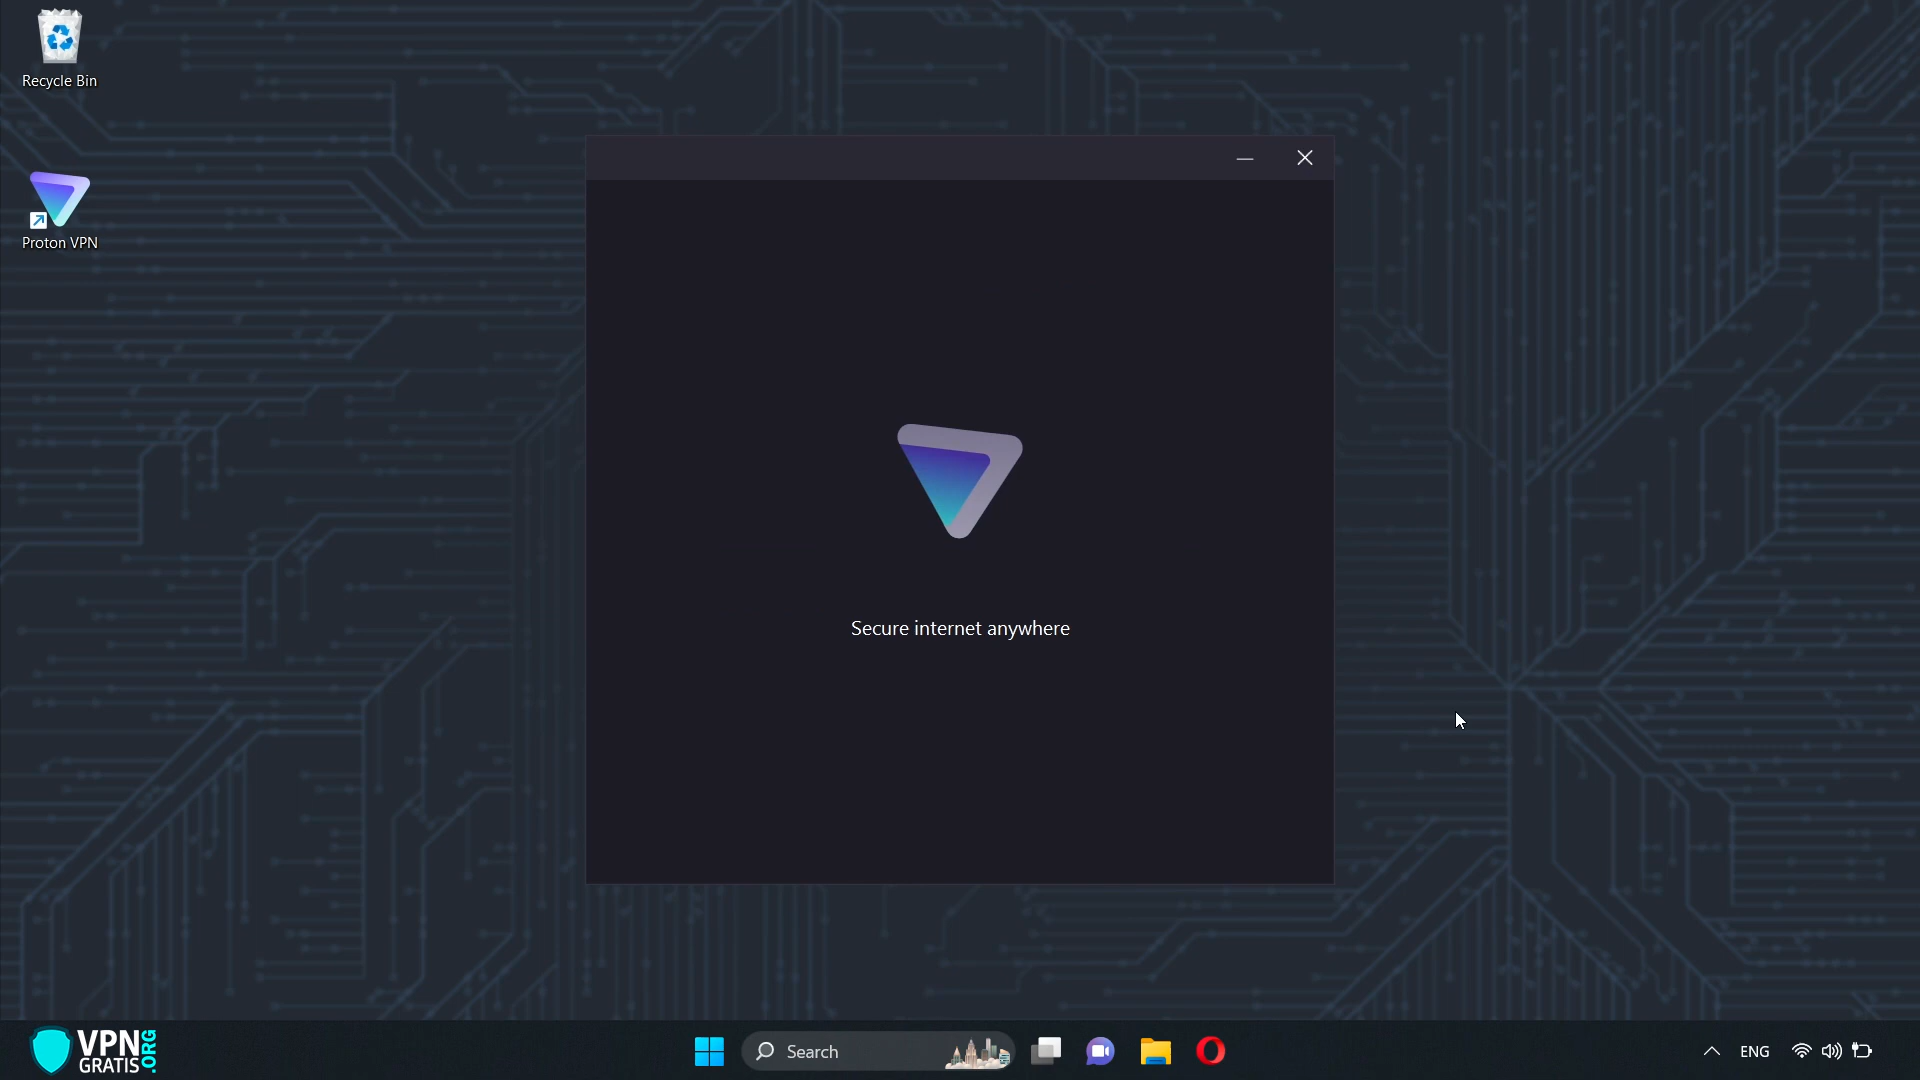 Recycle Bin
Proton VPN
Secure internet anywhere
VPN
GRATIS
.ORG
Search
ENG